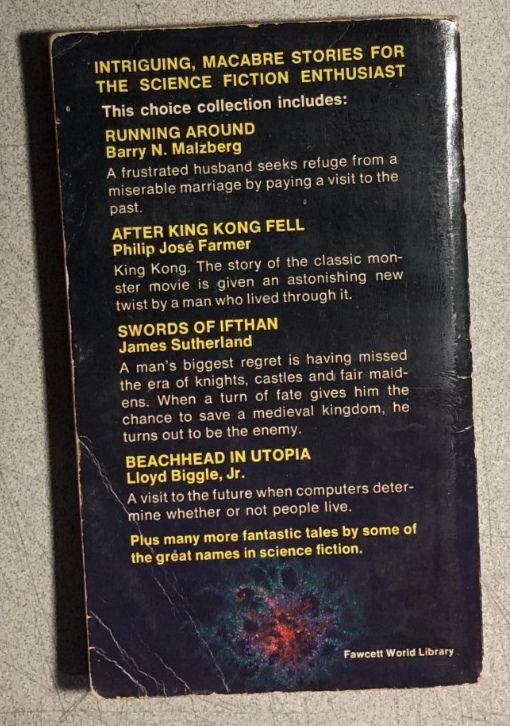 INTRIGUING, MACABRE STORIES FOR
THE SCIENCE FICTION ENTHUSIAST
This choice collection includes:
RUNNING AROUND
Barry N. Malzberg
A frustrated husband seeks refuge from a
miserable marriage by paying a visit to the
past.
AFTER KING KONG FELL
Philip José Farmer
King Kong. The story of the classic mon-
ster movie is given an astonishing new
twist by a man who lived through it.
SWORDS OF IFTHAN
James Sutherland
A man's biggest regret is having missed
the era of knights, castles and fair maid-
ens. When a turn of fate gives him the
chance to save a medieval kingdom, he
turns out to be the enemy.
BEACHHEAD IN UTOPIA
Lloyd Biggle, Jr.
A visit to the future when computers deter-
mine whether or not people live.
Plus many more fantastic tales by some of
the great names in science fiction.
Fawcett World Library